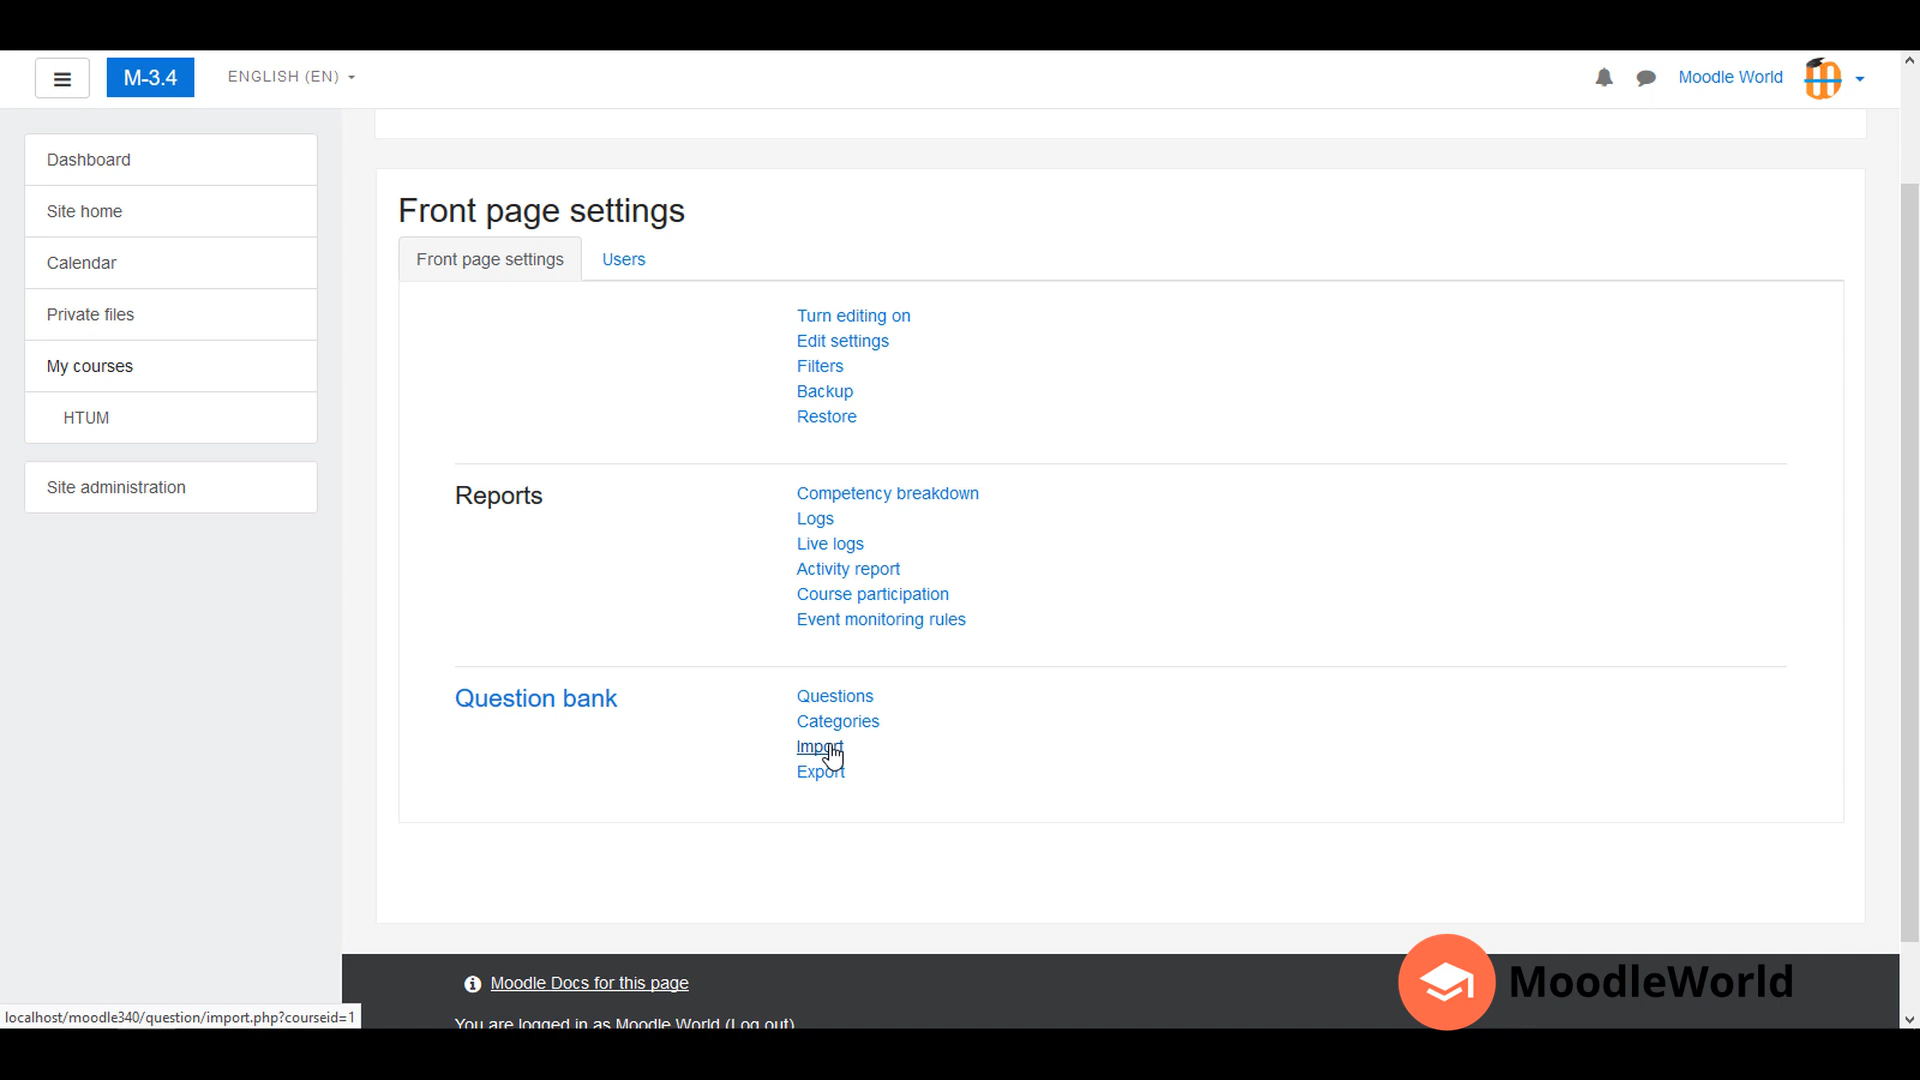 M-3.4
ENGLISH (EN)
Moodle World
Dashboard
Site home
Calendar
Private files
My courses
HTUM
Site administration
Front page settings
Front page settings
Users
Turn editing on
Edit settings
Filters
Backup
Restore
Reports
Competency breakdown
Logs
Live logs
Activity report
Course participation
Event monitoring rules
Question bank
Questions
Categories
Import
Export
Moodle Docs for this page
MoodleWorld
localhost/moodle340/question/import.php?courseid=1
You are logged in as Moodle World (Log out)